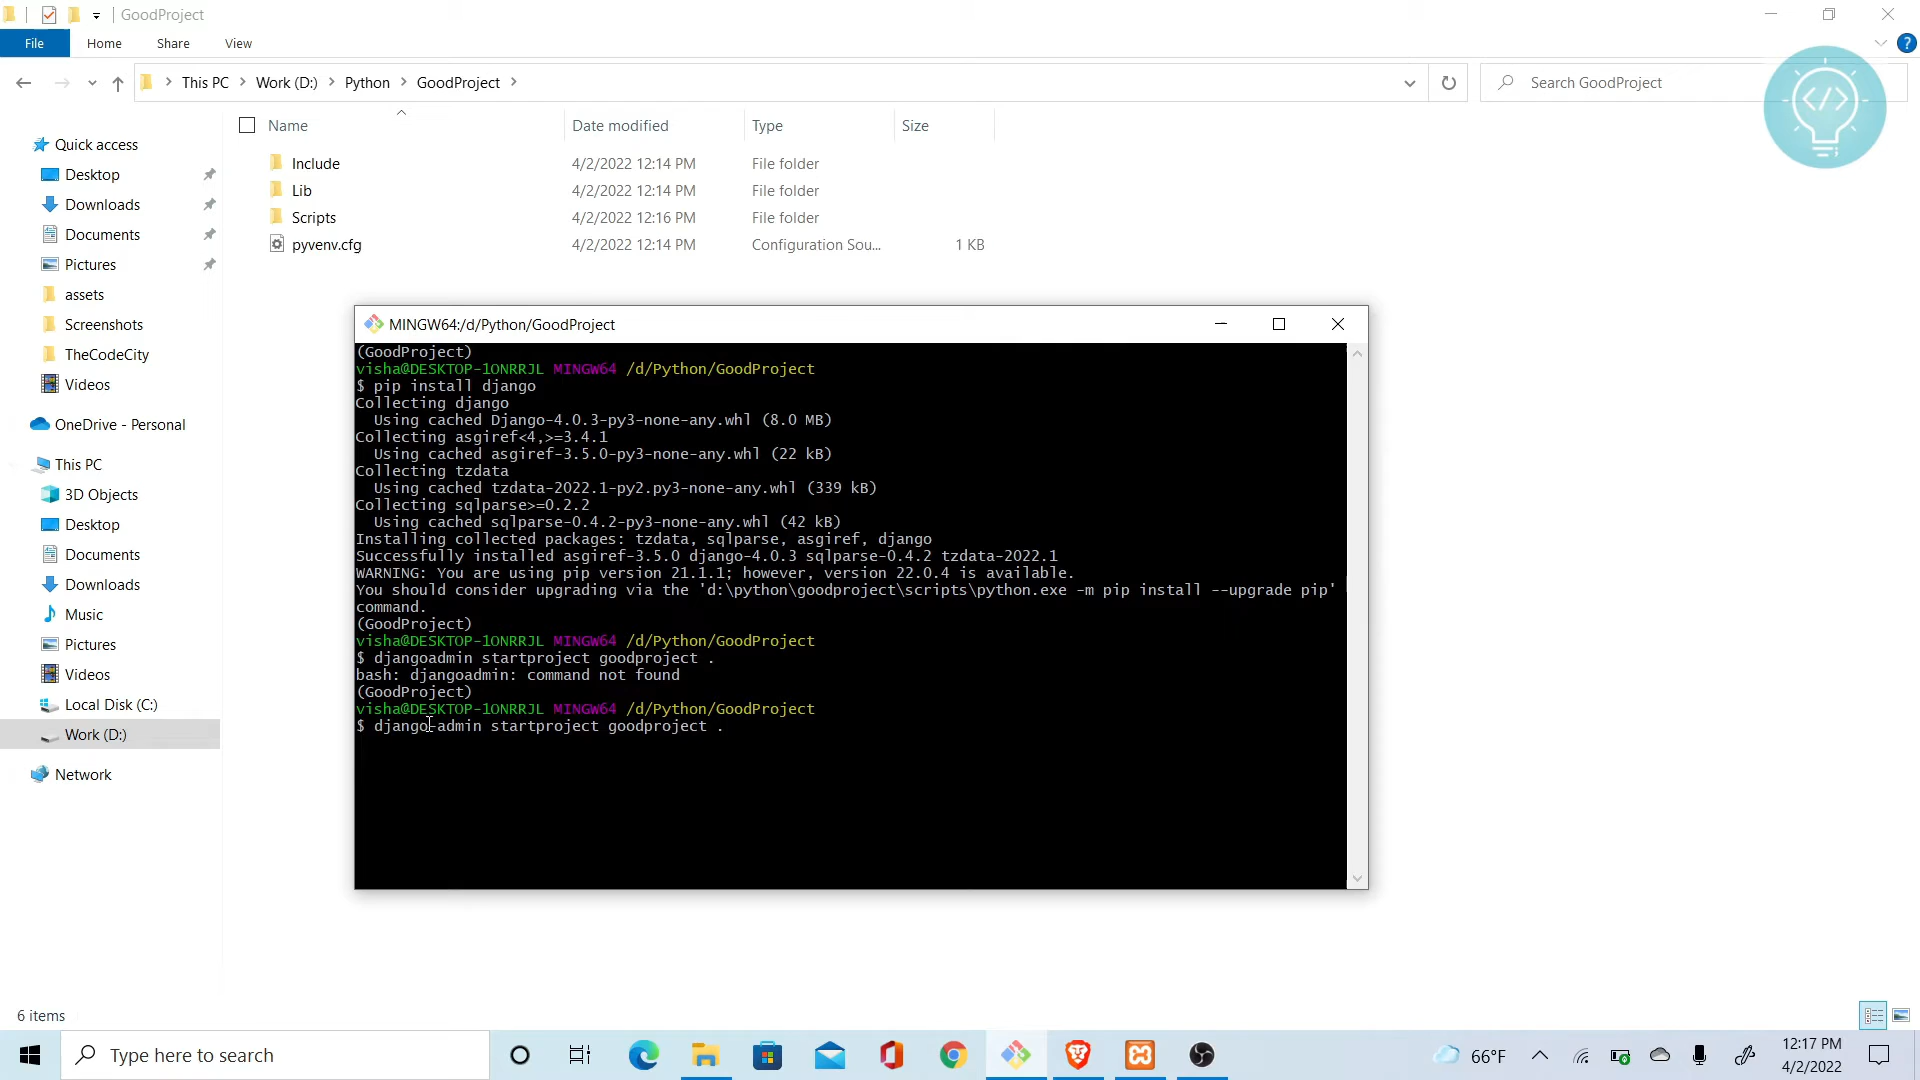 GoodProject
File Home Share View
This PC Work (D:) Python GoodProject
Search GoodProject
Name Date modified Type Size
Include 4/2/2022 12:14 PM File folder
Lib 4/2/2022 12:14 PM File folder
Scripts 4/2/2022 12:16 PM File folder
pyvenv.cfg 4/2/2022 12:14 PM Configuration Sou... 1 KB
Quick access
Desktop
Downloads
Documents
Pictures
assets
Screenshots
TheCodeCity
Videos
OneDrive - Personal
This PC
3D Objects
Desktop
Documents
Downloads
Music
Pictures
Videos
Local Disk (C:)
Work (D:)
Network
MINGW64:/d/Python/GoodProject
(GoodProject)
visha@DESKTOP-1ONRRJL MINGW64 /d/Python/GoodProject
$ pip install django
Collecting django
Using cached Django-4.0.3-py3-none-any.whl (8.0 MB)
Collecting asgiref<4,>=3.4.1
Using cached asgiref-3.5.0-py3-none-any.whl (22 kB)
Collecting tzdata
Using cached tzdata-2022.1-py2.py3-none-any.whl (339 kB)
Collecting sqlparse>=0.2.2
Using cached sqlparse-0.4.2-py3-none-any.whl (42 kB)
Installing collected packages: tzdata, sqlparse, asgiref, django
Successfully installed asgiref-3.5.0 django-4.0.3 sqlparse-0.4.2 tzdata-2022.1
WARNING: You are using pip version 21.1.1; however, version 22.0.4 is available.
You should consider upgrading via the 'd:\python\goodproject\scripts\python.exe -m pip install --upgrade pip'
command.
(GoodProject)
visha@DESKTOP-1ONRRJL MINGW64 /d/Python/GoodProject
$ djangoadmin startproject goodproject .
bash: djangoadmin: command not found
(GoodProject)
visha@DESKTOP-1ONRRJL MINGW64 /d/Python/GoodProject
$ django-admin startproject goodproject .
6 items
Type here to search
66°F
12:17 PM
4/2/2022